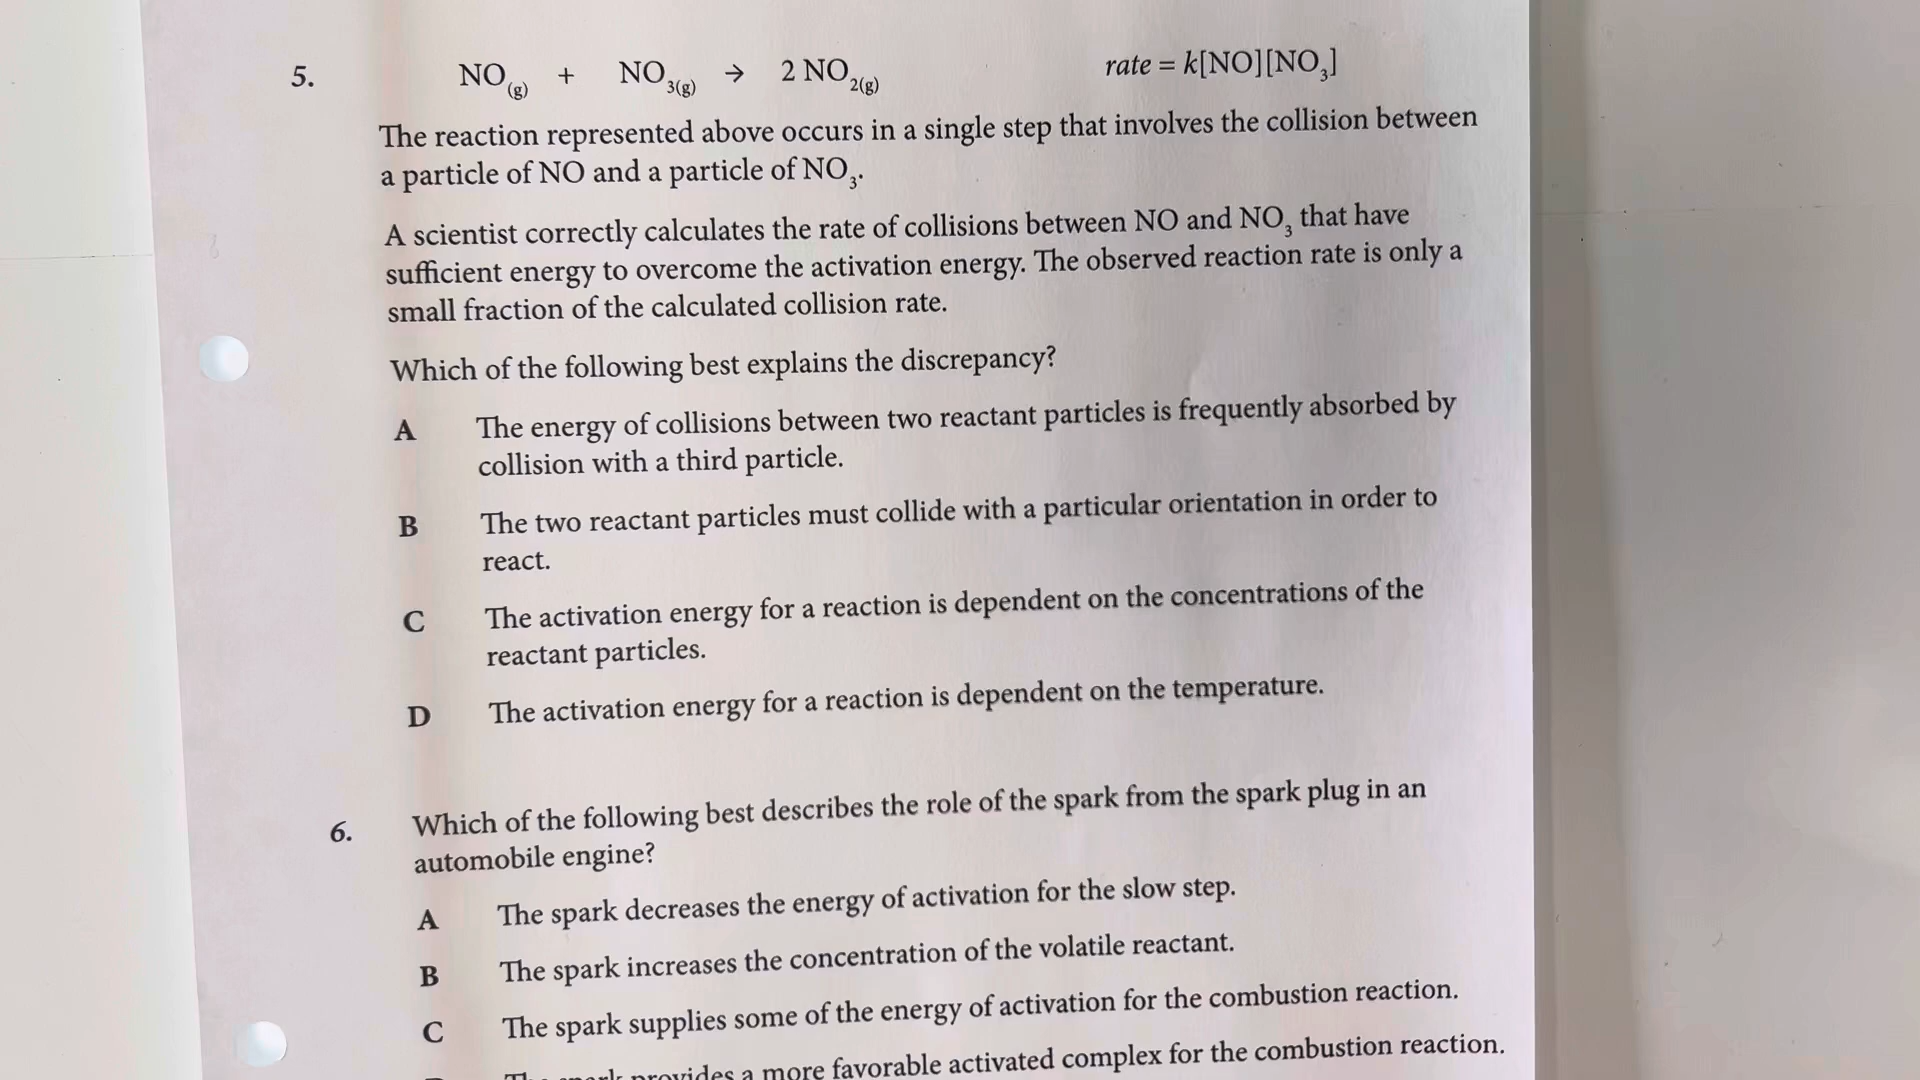 5. NO(g) + NO3(g) → 2 NO2(g) rate = k[NO][NO3]
The reaction represented above occurs in a single step that involves the collision between
a particle of NO and a particle of NO3.
A scientist correctly calculates the rate of collisions between NO and NO3 that have
sufficient energy to overcome the activation energy. The observed reaction rate is only a
small fraction of the calculated collision rate.
Which of the following best explains the discrepancy?
A The energy of collisions between two reactant particles is frequently absorbed by
collision with a third particle.
B The two reactant particles must collide with a particular orientation in order to
react.
C The activation energy for a reaction is dependent on the concentrations of the
reactant particles.
D The activation energy for a reaction is dependent on the temperature.
6. Which of the following best describes the role of the spark from the spark plug in an
automobile engine?
A The spark decreases the energy of activation for the slow step.
B The spark increases the concentration of the volatile reactant.
C The spark supplies some of the energy of activation for the combustion reaction.
The spark provides a more favorable activated complex for the combustion reaction.